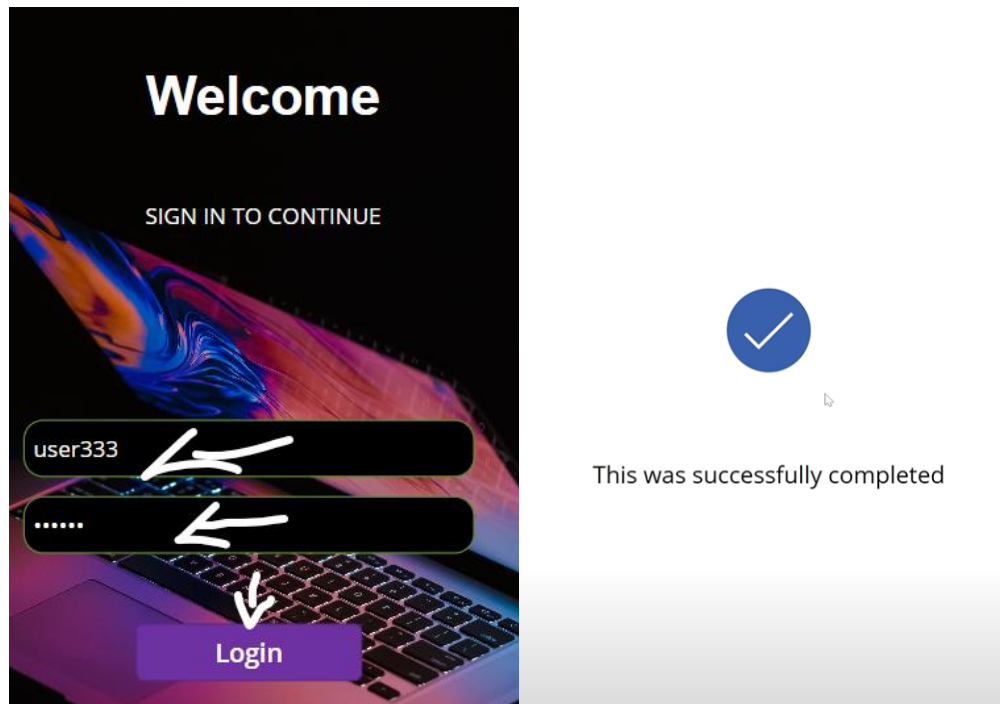 Welcome
SIGN IN TO CONTINUE
user333
••••••
Login
This was successfully completed